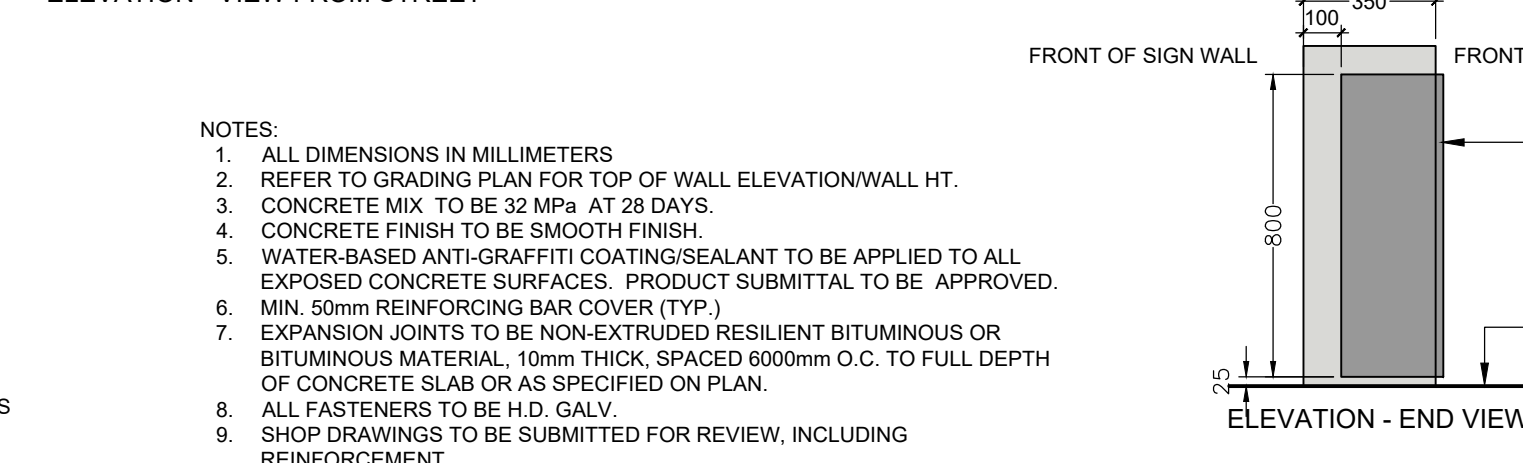 ELEVATION - VIEW FROM STREET
350
100
FRONT OF SIGN WALL
FRONT
800
25
ELEVATION - END VIEW
NOTES:
1. ALL DIMENSIONS IN MILLIMETERS
2. REFER TO GRADING PLAN FOR TOP OF WALL ELEVATION/WALL HT.
3. CONCRETE MIX TO BE 32 MPa AT 28 DAYS.
4. CONCRETE FINISH TO BE SMOOTH FINISH.
5. WATER-BASED ANTI-GRAFFITI COATING/SEALANT TO BE APPLIED TO ALL
EXPOSED CONCRETE SURFACES. PRODUCT SUBMITTAL TO BE APPROVED.
6. MIN. 50mm REINFORCING BAR COVER (TYP.)
7. EXPANSION JOINTS TO BE NON-EXTRUDED RESILIENT BITUMINOUS OR
BITUMINOUS MATERIAL, 10mm THICK, SPACED 6000mm O.C. TO FULL DEPTH
OF CONCRETE SLAB OR AS SPECIFIED ON PLAN.
8. ALL FASTENERS TO BE H.D. GALV.
9. SHOP DRAWINGS TO BE SUBMITTED FOR REVIEW, INCLUDING
REINFORCEMENT
S